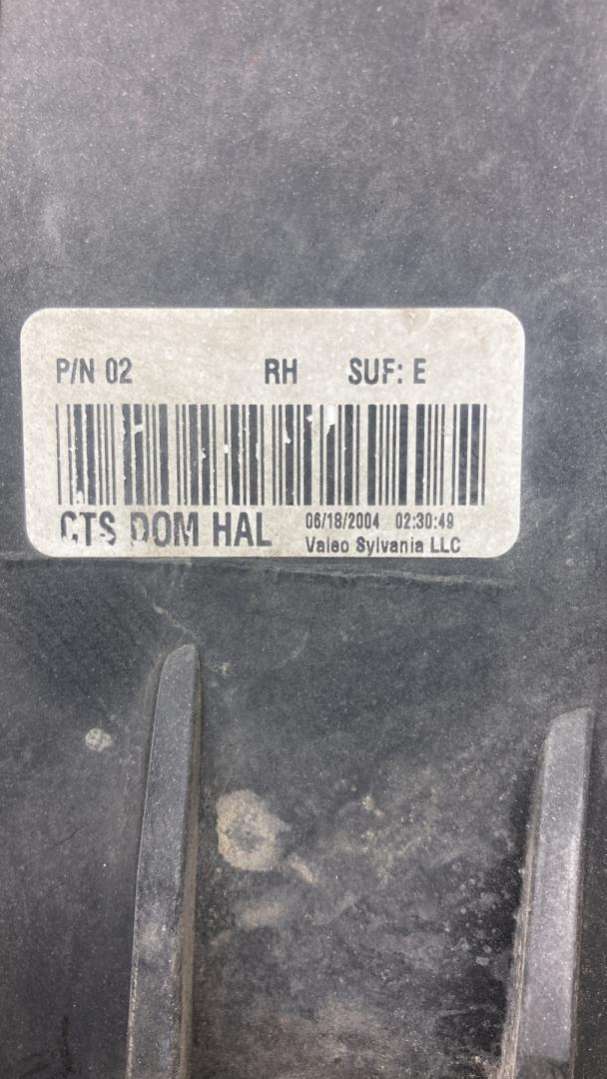 P/N 02 RH SUF: E
CTS DOM HAL 06/18/2004 02:30:49
Valeo Sylvania LLC